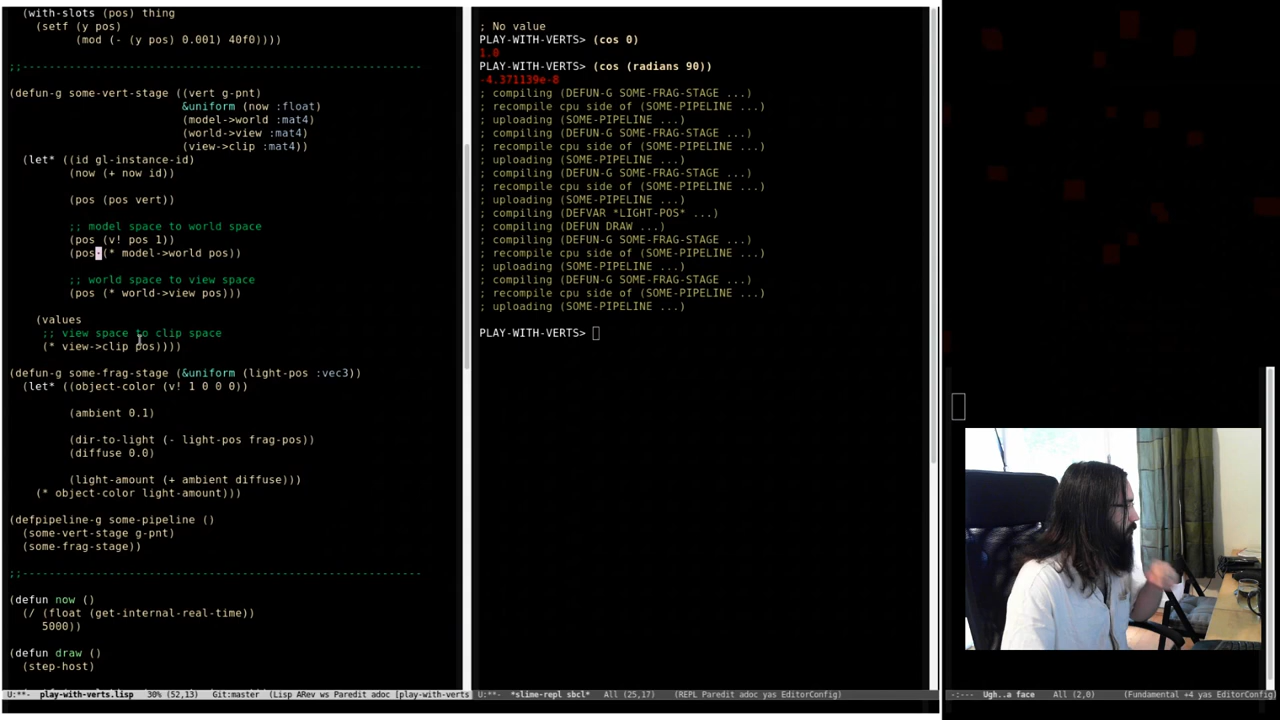 (with-slots (pos) thing
(setf (y pos)
(mod (- (y pos) 0.001) 40f0))))
;;------------------------------------------------------------
(defun-g some-vert-stage ((vert g-pnt)
&uniform (now :float)
(model->world :mat4)
(world->view :mat4)
(view->clip :mat4))
(let* ((id gl-instance-id)
(now (+ now id))
(pos (pos vert))
;; model space to world space
(pos (v! pos 1))
(pos (* model->world pos))
;; world space to view space
(pos (* world->view pos)))
(values
;; view space to clip space
(* view->clip pos))))
(defun-g some-frag-stage (&uniform (light-pos :vec3))
(let* ((object-color (v! 1 0 0 0))
(ambient 0.1)
(dir-to-light (- light-pos frag-pos))
(diffuse 0.0)
(light-amount (+ ambient diffuse)))
(* object-color light-amount)))
(defpipeline-g some-pipeline ()
(some-vert-stage g-pnt)
(some-frag-stage))
;;------------------------------------------------------------
(defun now ()
(/ (float (get-internal-real-time))
5000))
(defun draw ()
(step-host)
U:**-  play-with-verts.lisp   30% (52,13)   Git:master  (Lisp ARev ws Paredit adoc [play-with-verts
; No value
PLAY-WITH-VERTS> (cos 0)
1.0
PLAY-WITH-VERTS> (cos (radians 90))
-4.371139e-8
; compiling (DEFUN-G SOME-FRAG-STAGE ...)
; recompile cpu side of (SOME-PIPELINE ...)
; uploading (SOME-PIPELINE ...)
; compiling (DEFUN-G SOME-FRAG-STAGE ...)
; recompile cpu side of (SOME-PIPELINE ...)
; uploading (SOME-PIPELINE ...)
; compiling (DEFUN-G SOME-FRAG-STAGE ...)
; recompile cpu side of (SOME-PIPELINE ...)
; uploading (SOME-PIPELINE ...)
; compiling (DEFVAR *LIGHT-POS* ...)
; compiling (DEFUN DRAW ...)
; compiling (DEFUN-G SOME-FRAG-STAGE ...)
; recompile cpu side of (SOME-PIPELINE ...)
; uploading (SOME-PIPELINE ...)
; compiling (DEFUN-G SOME-FRAG-STAGE ...)
; recompile cpu side of (SOME-PIPELINE ...)
; uploading (SOME-PIPELINE ...)
PLAY-WITH-VERTS>
U:**-  *slime-repl sbcl*   All (25,17)   (REPL Paredit adoc yas EditorConfig)
-:---  Ugh..a face   All (2,0)   (Fundamental +4 yas EditorConfig)